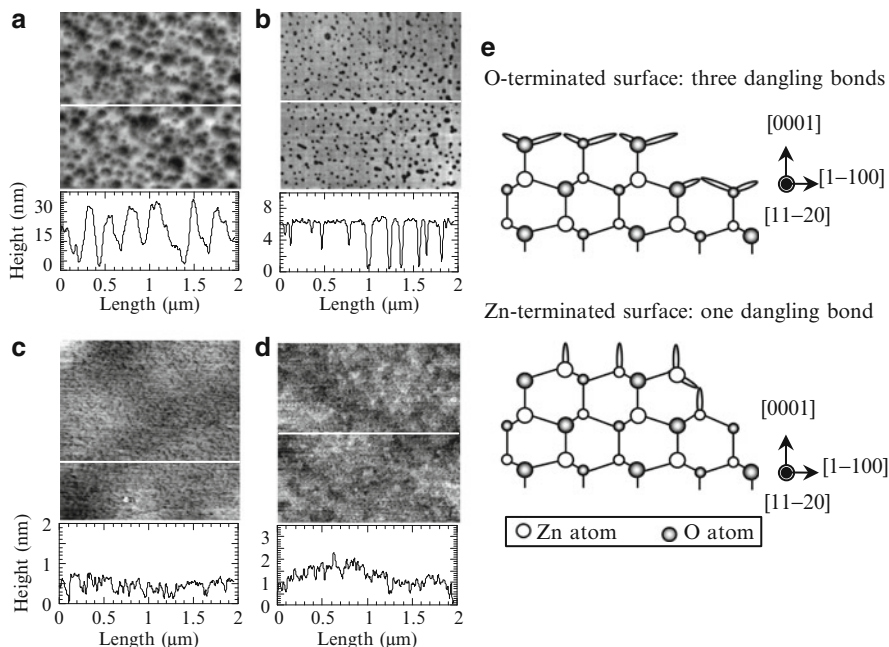 a
b
Height (nm)
30
15
0
0 0.5 1 1.5 2
Length (μm)
8
4
0
0 0.5 1 1.5 2
Length (μm)
c
d
Height (nm)
2
1
0
0 0.5 1 1.5 2
Length (μm)
3
2
1
0
0 0.5 1 1.5 2
Length (μm)
e
O-terminated surface: three dangling bonds
[0001]
[1–100]
[11–20]
Zn-terminated surface: one dangling bond
[0001]
[1–100]
[11–20]
Zn atom O atom